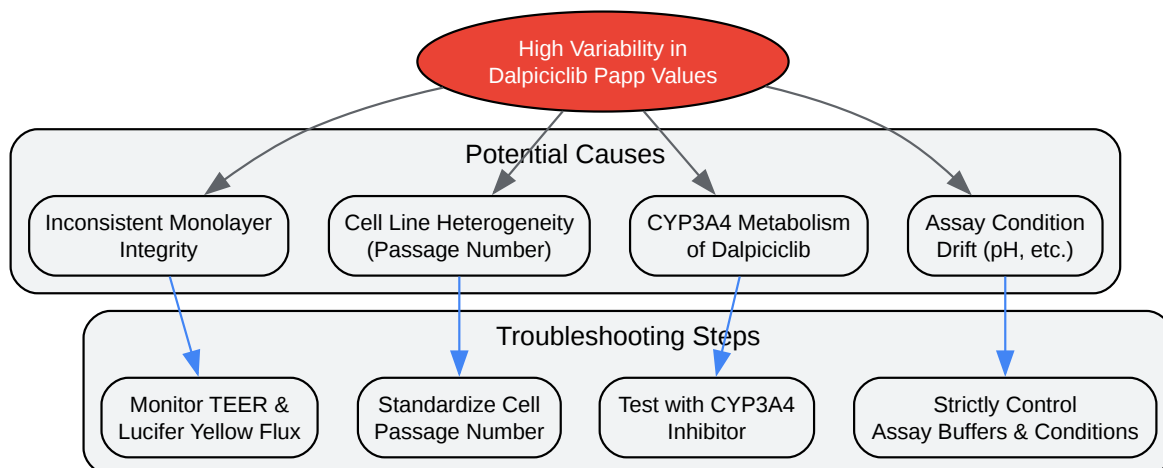 High Variability in
Dalpiciclib Papp Values
Potential Causes
Inconsistent Monolayer
Integrity
Cell Line Heterogeneity
(Passage Number)
CYP3A4 Metabolism
of Dalpiciclib
Assay Condition
Drift (pH, etc.)
Troubleshooting Steps
Monitor TEER &
Lucifer Yellow Flux
Standardize Cell
Passage Number
Test with CYP3A4
Inhibitor
Strictly Control
Assay Buffers & Conditions